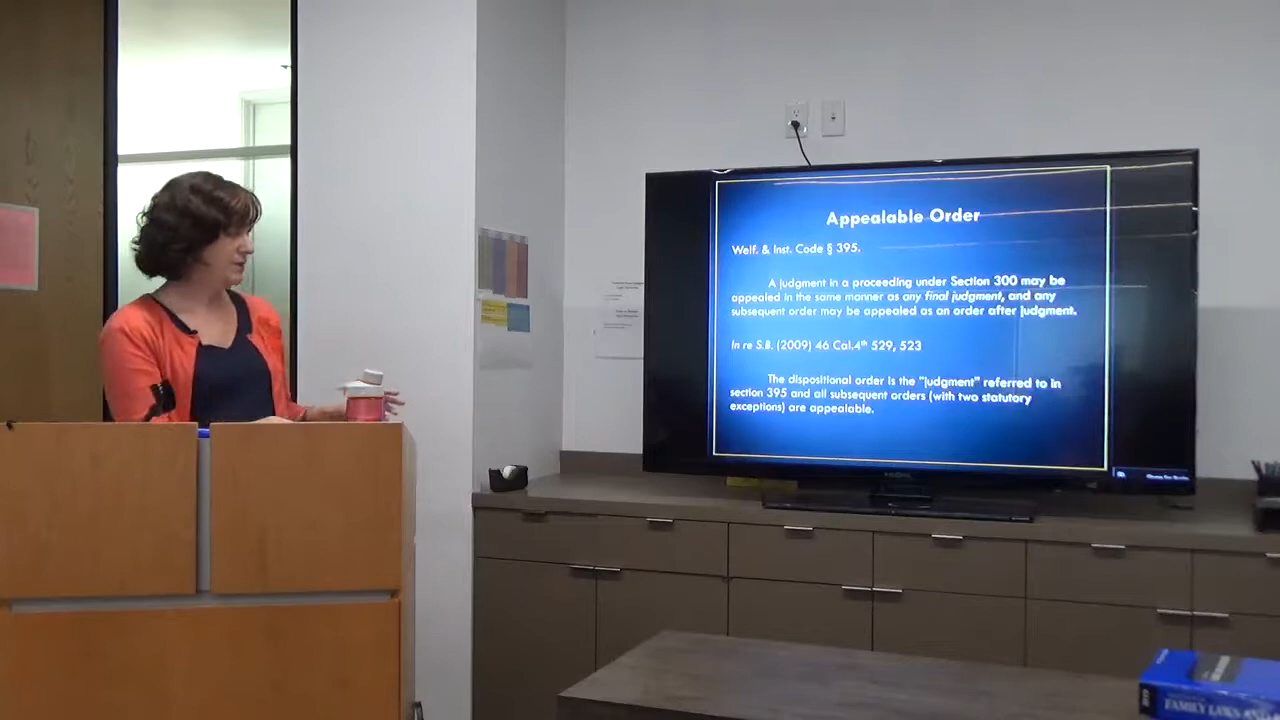 Appealable Order
Welf. & Inst. Code § 395.
A judgment in a proceeding under Section 300 may be
appealed in the same manner as any final judgment, and any
subsequent order may be appealed as an order after judgment.
In re S.B. (2009) 46 Cal.4th 529, 523
The dispositional order is the "judgment" referred to in
section 395 and all subsequent orders (with two statutory
exceptions) are appealable.
FAMILY LAWS AND